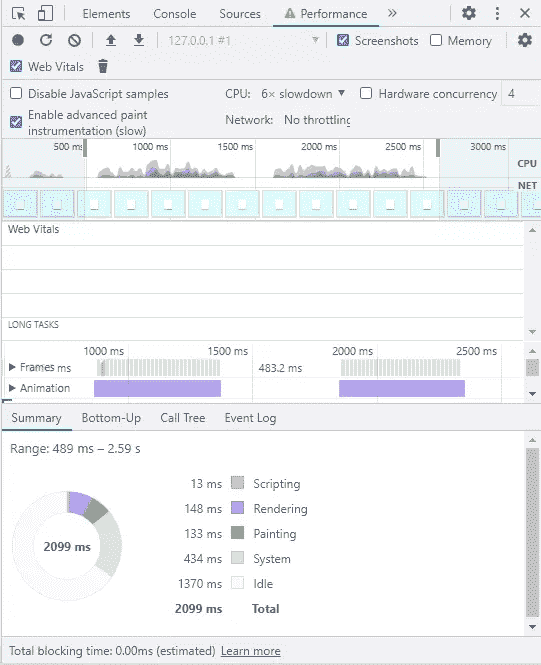 Elements Console Sources Performance
127.0.0.1 #1 Screenshots Memory
Web Vitals
Disable JavaScript samples CPU: 6× slowdown Hardware concurrency 4
Enable advanced paint
instrumentation (slow) Network: No throttling
500 ms 1000 ms 1500 ms 2000 ms 2500 ms 3000 ms CPU
NET
Web Vitals
LONG TASKS
1000 ms 1500 ms 2000 ms 2500 ms
Frames ms 483.2 ms
Animation
Summary Bottom-Up Call Tree Event Log
Range: 489 ms – 2.59 s
13 ms Scripting
148 ms Rendering
133 ms Painting
2099 ms
434 ms System
1370 ms Idle
2099 ms Total
Total blocking time: 0.00ms (estimated) Learn more